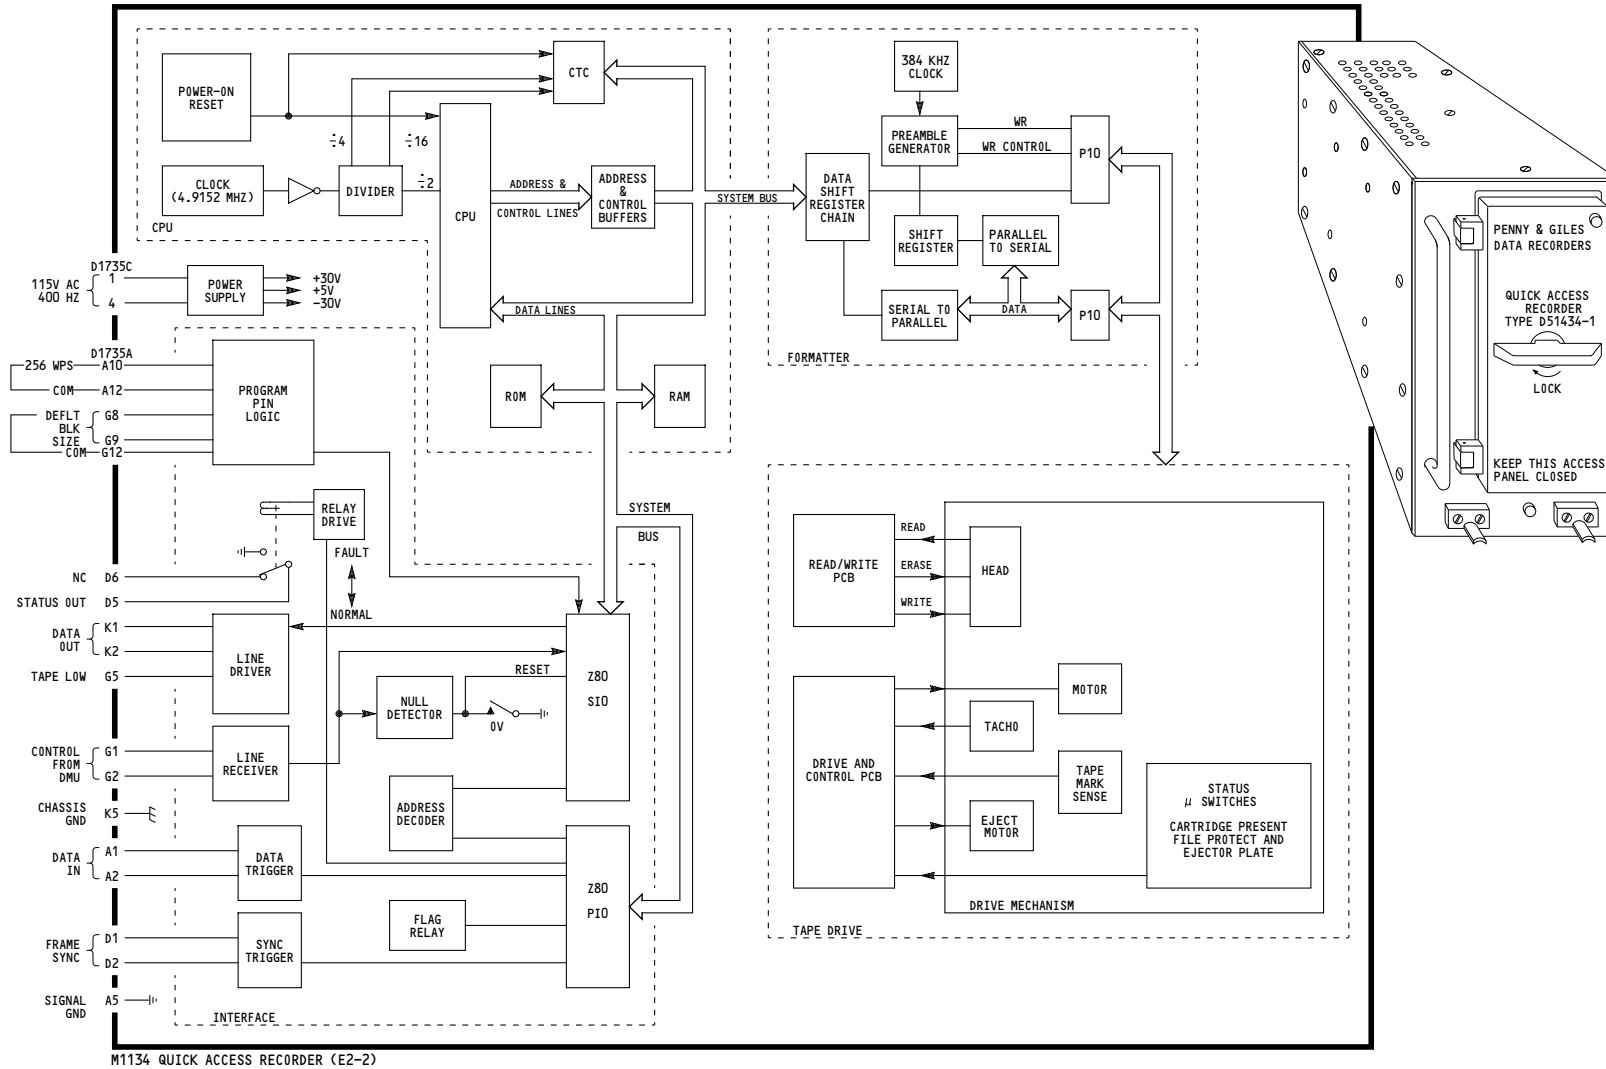 POWER-ON
RESET
CLOCK
(4.9152 MHZ)
÷4
÷16
DIVIDER
÷2
CTC
CPU
ADDRESS &
CONTROL LINES
ADDRESS
&
CONTROL
BUFFERS
CPU
DATA LINES
ROM
RAM
SYSTEM BUS
384 KHZ
CLOCK
PREAMBLE
GENERATOR
WR
WR CONTROL
P10
DATA
SHIFT
REGISTER
CHAIN
SHIFT
REGISTER
PARALLEL
TO SERIAL
SERIAL TO
PARALLEL
DATA
P10
FORMATTER
PENNY & GILES
DATA RECORDERS
QUICK ACCESS
RECORDER
TYPE D51434-1
LOCK
KEEP THIS ACCESS
PANEL CLOSED
115V AC
400 HZ
D1735C
1
4
POWER
SUPPLY
+30V
+5V
-30V
D1735A
256 WPS
A10
COM
A12
DEFLT
BLK
SIZE
G8
G9
COM
G12
PROGRAM
PIN
LOGIC
RELAY
DRIVE
FAULT
NORMAL
SYSTEM
BUS
NC D6
STATUS OUT D5
DATA
OUT
K1
K2
TAPE LOW G5
LINE
DRIVER
NULL
DETECTOR
RESET
0V
Z80
SIO
CONTROL
FROM
DMU
G1
G2
LINE
RECEIVER
CHASSIS
GND
K5
ADDRESS
DECODER
DATA
IN
A1
A2
DATA
TRIGGER
Z80
PIO
FLAG
RELAY
FRAME
SYNC
D1
D2
SYNC
TRIGGER
SIGNAL
GND
A5
INTERFACE
READ/WRITE
PCB
READ
ERASE
WRITE
HEAD
DRIVE AND
CONTROL PCB
MOTOR
TACHO
TAPE
MARK
SENSE
EJECT
MOTOR
STATUS
μ SWITCHES
CARTRIDGE PRESENT
FILE PROTECT AND
EJECTOR PLATE
DRIVE MECHANISM
TAPE DRIVE
M1134 QUICK ACCESS RECORDER (E2-2)